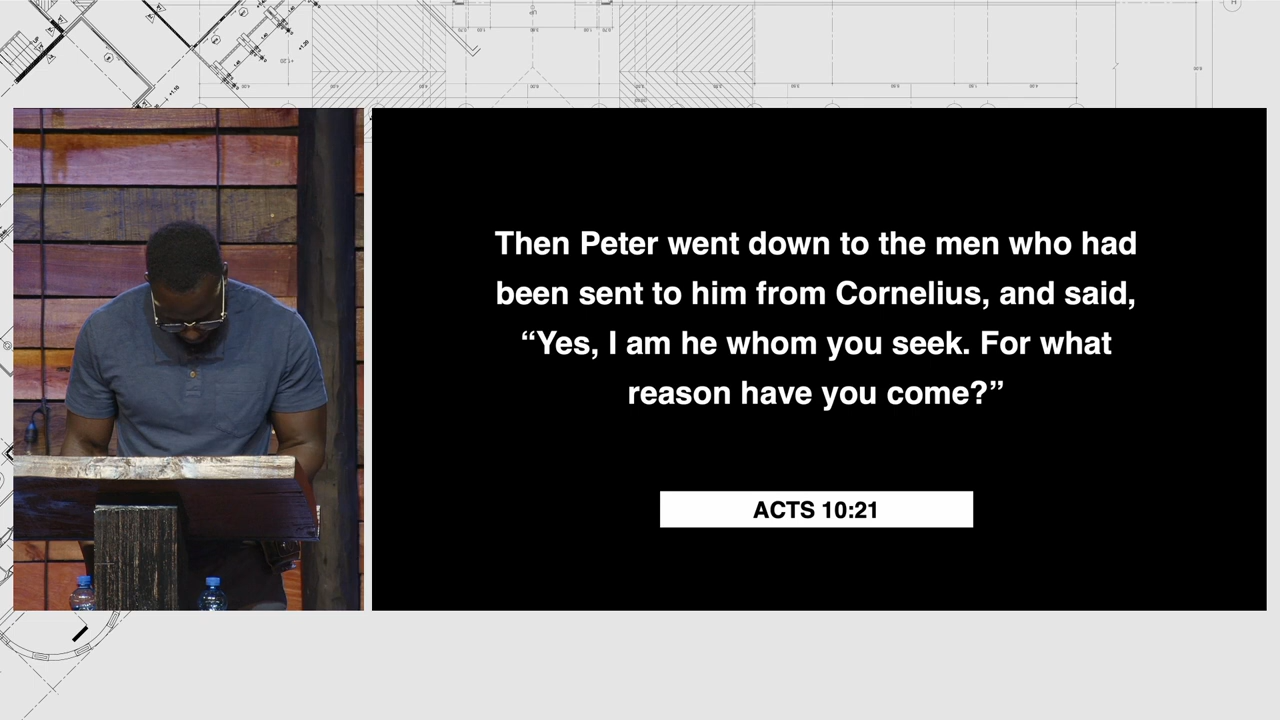 Then Peter went down to the men who had
been sent to him from Cornelius, and said,
“Yes, I am he whom you seek. For what
reason have you come?”
ACTS 10:21